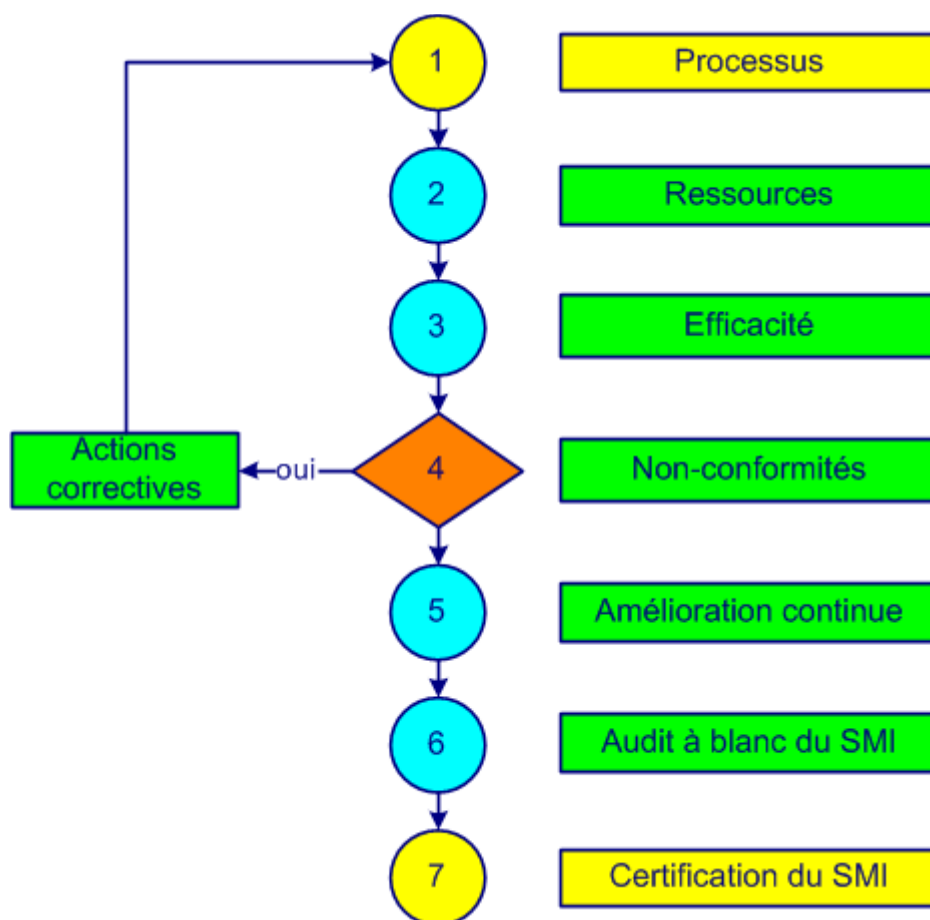 1
Processus
2
Ressources
3
Efficacité
Actions
correctives
oui
4
Non-conformités
5
Amélioration continue
6
Audit à blanc du SMI
7
Certification du SMI